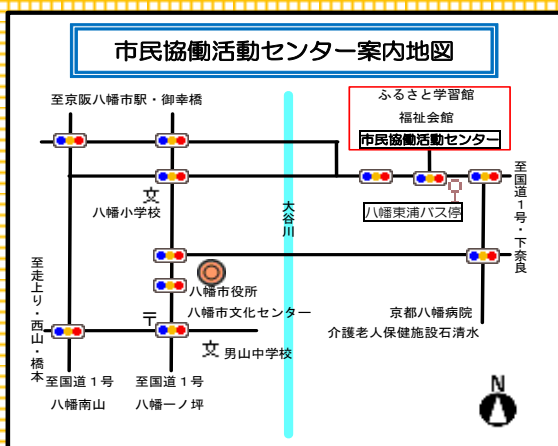 市民協働活動センター案内地図
至京阪八幡市駅・御幸橋
ふるさと学習館
福祉会館
市民協働活動センター
至国道1号・下奈良
文
八幡小学校
大谷川
八幡東浦バス停
至走上り・西山・橋本
八幡市役所
八幡市文化センター
〒
文 男山中学校
京都八幡病院
介護老人保健施設石清水
至国道1号
八幡南山
至国道1号
八幡一ノ坪
N